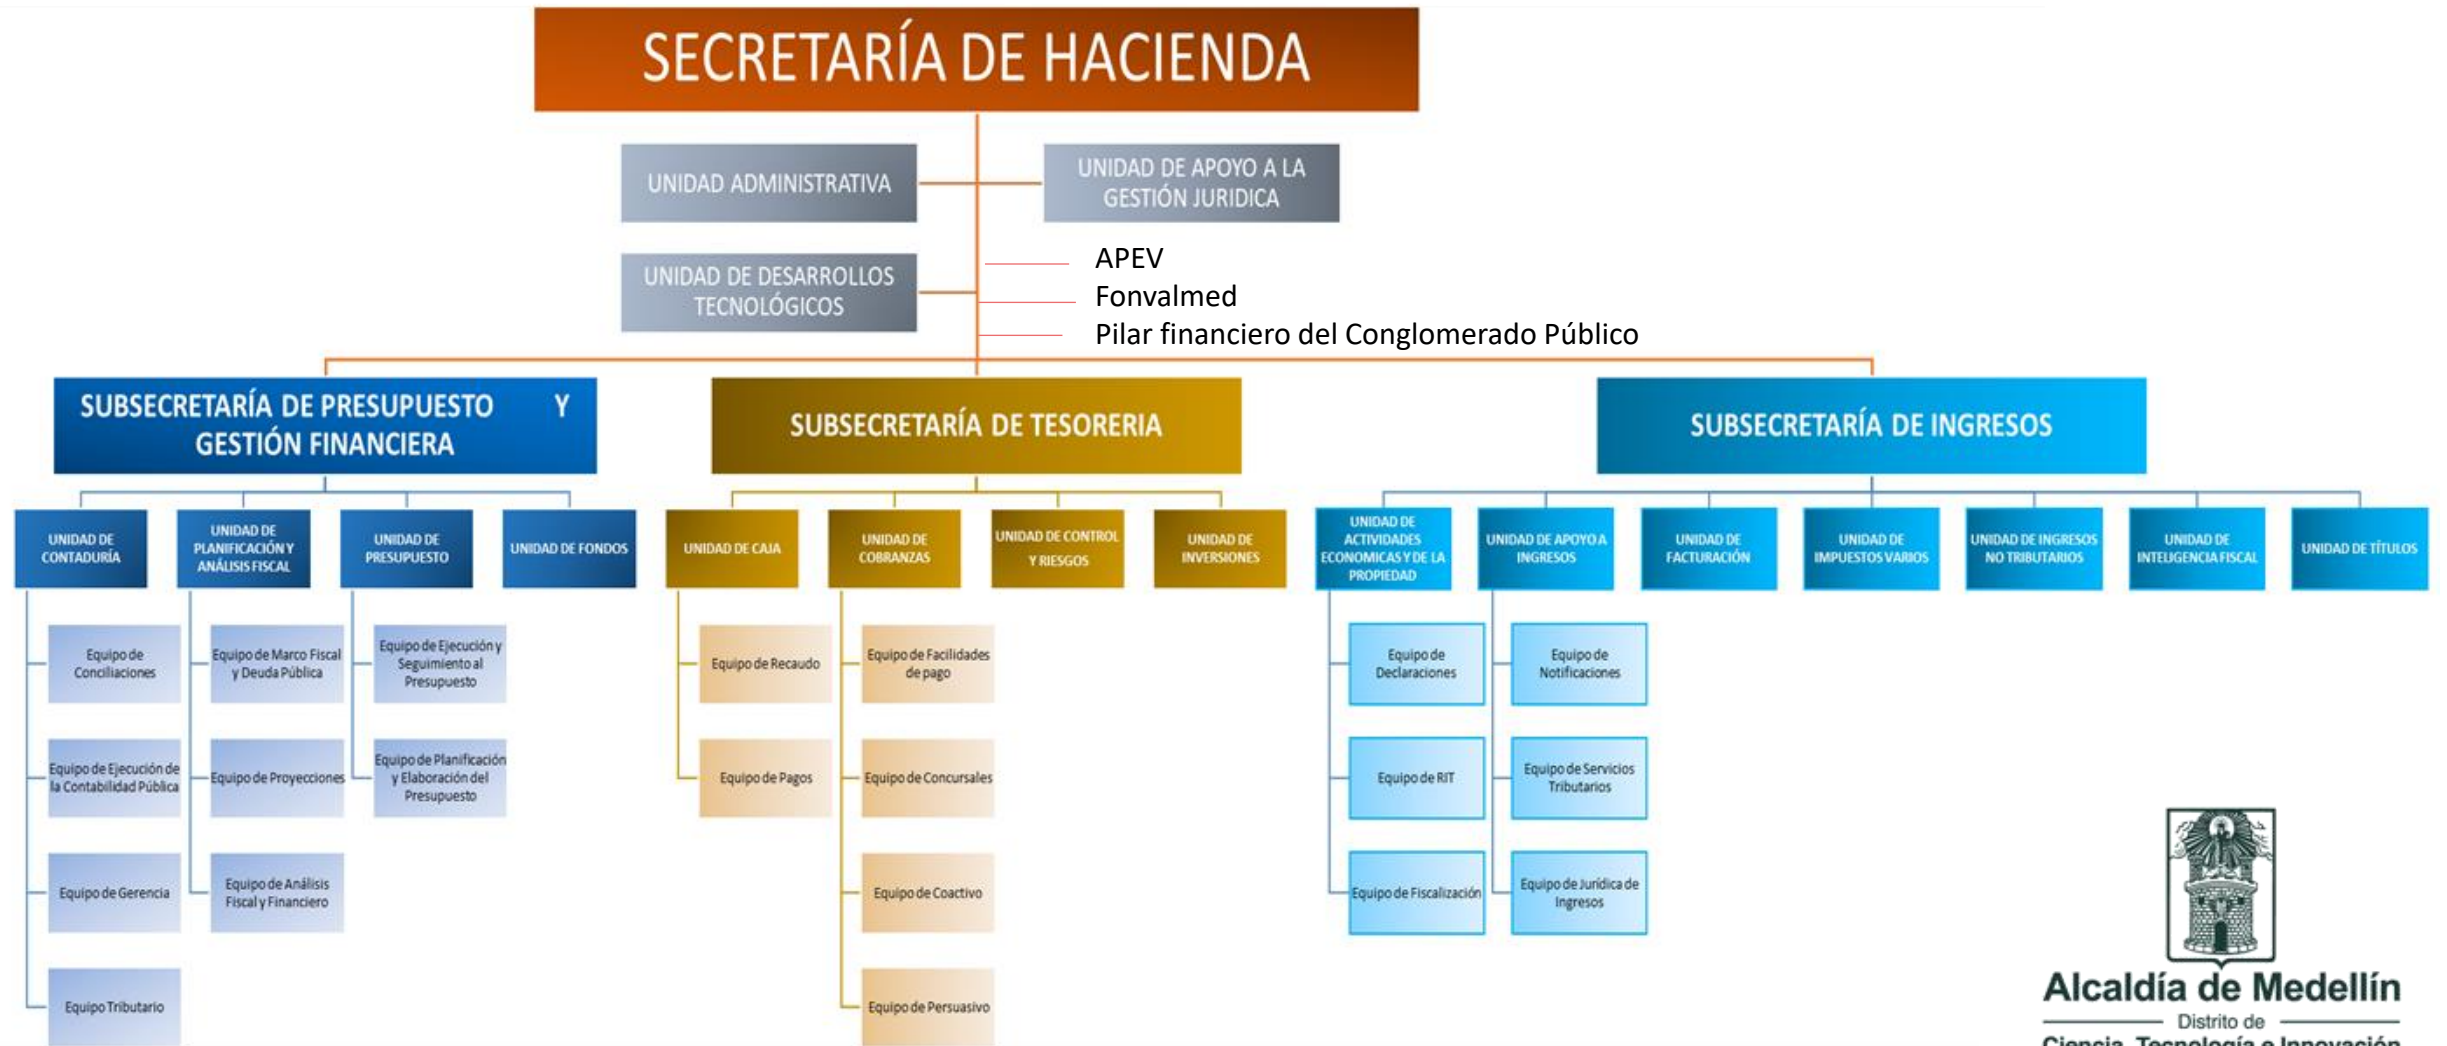 SECRETARÍA DE HACIENDA
UNIDAD ADMINISTRATIVA
UNIDAD DE APOYO A LA
GESTIÓN JURIDICA
UNIDAD DE DESARROLLOS
TECNOLÓGICOS
APEV
Fonvalmed
Pilar financiero del Conglomerado Público
SUBSECRETARÍA DE PRESUPUESTO Y
GESTIÓN FINANCIERA
SUBSECRETARÍA DE TESORERIA
SUBSECRETARÍA DE INGRESOS
UNIDAD DE
CONTADURÍA
UNIDAD DE
PLANIFICACIÓN Y
ANÁLISIS FISCAL
UNIDAD DE
PRESUPUESTO
UNIDAD DE FONDOS
UNIDAD DE CAJA
UNIDAD DE
COBRANZAS
UNIDAD DE CONTROL
Y RIESGOS
UNIDAD DE
INVERSIONES
UNIDAD DE
ACTIVIDADES
ECONOMICAS Y DE LA
PROPIEDAD
UNIDAD DE APOYO A
INGRESOS
UNIDAD DE
FACTURACIÓN
UNIDAD DE
IMPUESTOS VARIOS
UNIDAD DE INGRESOS
NO TRIBUTARIOS
UNIDAD DE
INTELIGENCIA FISCAL
UNIDAD DE TÍTULOS
Equipo de
Conciliaciones
Equipo de Ejecución de
la Contabilidad Pública
Equipo de Gerencia
Equipo Tributario
Equipo de Marco Fiscal
y Deuda Pública
Equipo de Proyecciones
Equipo de Análisis
Fiscal y Financiero
Equipo de Ejecución y
Seguimiento al
Presupuesto
Equipo de Planificación
y Elaboración del
Presupuesto
Equipo de Recaudo
Equipo de Pagos
Equipo de Facilidades
de pago
Equipo de Concursales
Equipo de Coactivo
Equipo de Persuasivo
Equipo de
Declaraciones
Equipo de RIT
Equipo de Fiscalización
Equipo de
Notificaciones
Equipo de Servicios
Tributarios
Equipo de Jurídica de
Ingresos
Alcaldía de Medellín
Distrito de
Ciencia, Tecnología e Innovación